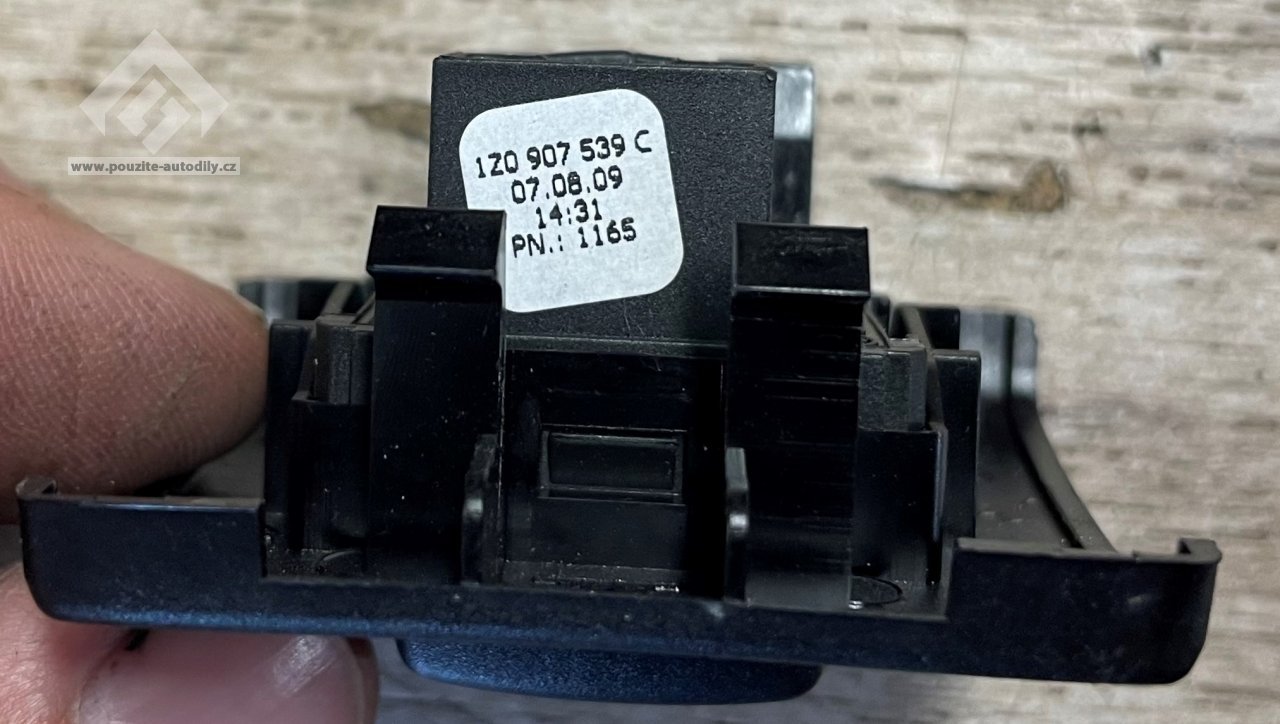 www.pouzite-autodily.cz
1Z0 907 539 C
07.08.09
14:31
PN.: 1165